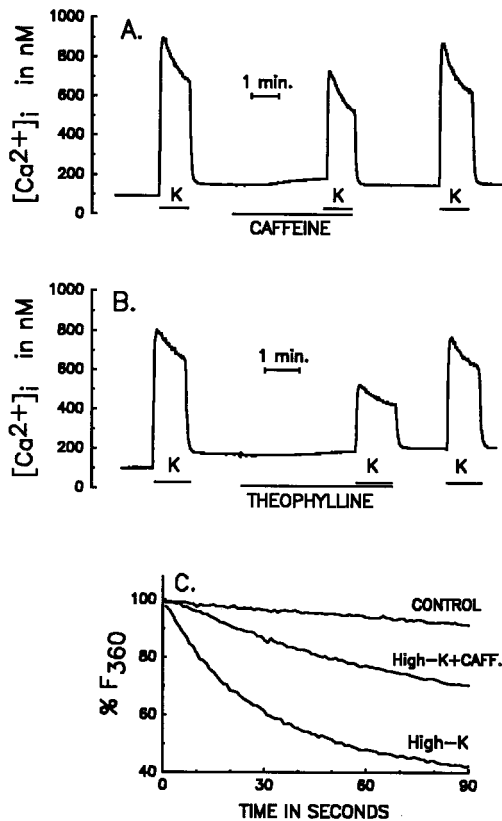 A.
[Ca2+]i in nM
1000
800
600
400
200
0
1 min.
K K K
CAFFEINE
B.
[Ca2+]i in nM
1000
800
600
400
200
0
1 min.
K K K
THEOPHYLLINE
C.
% F360
100
80
60
40
CONTROL
High-K+CAFF.
High-K
0 30 60 90
TIME IN SECONDS